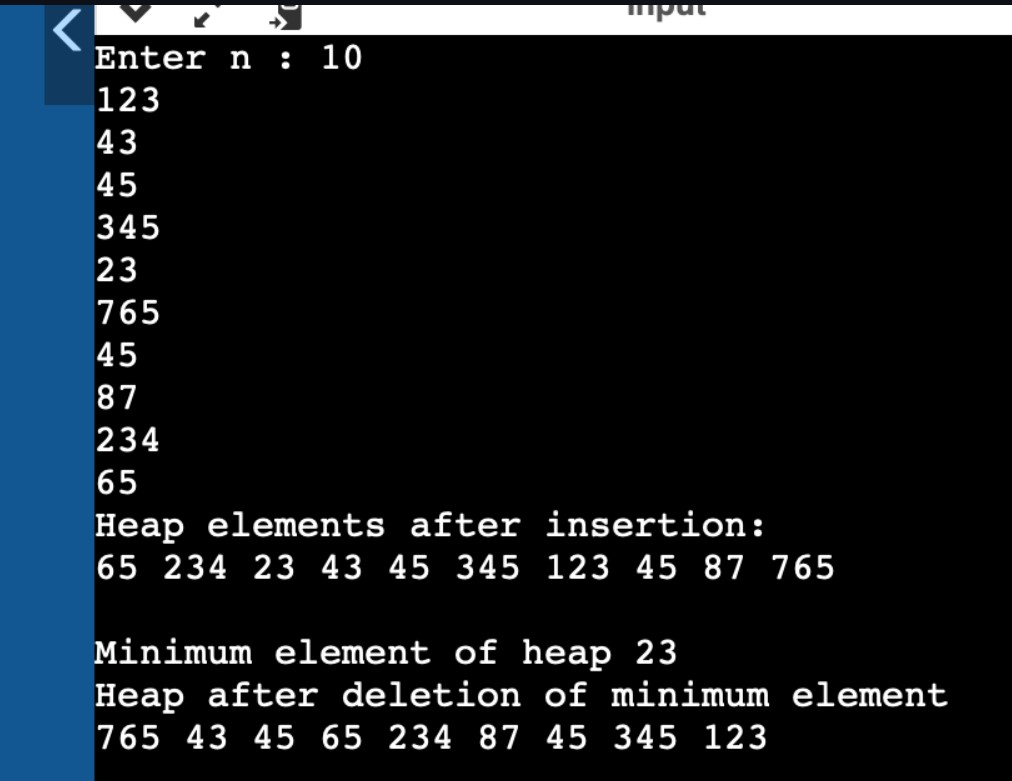 input
Enter n : 10
123
43
45
345
23
765
45
87
234
65
Heap elements after insertion:
65 234 23 43 45 345 123 45 87 765
Minimum element of heap 23
Heap after deletion of minimum element
765 43 45 65 234 87 45 345 123